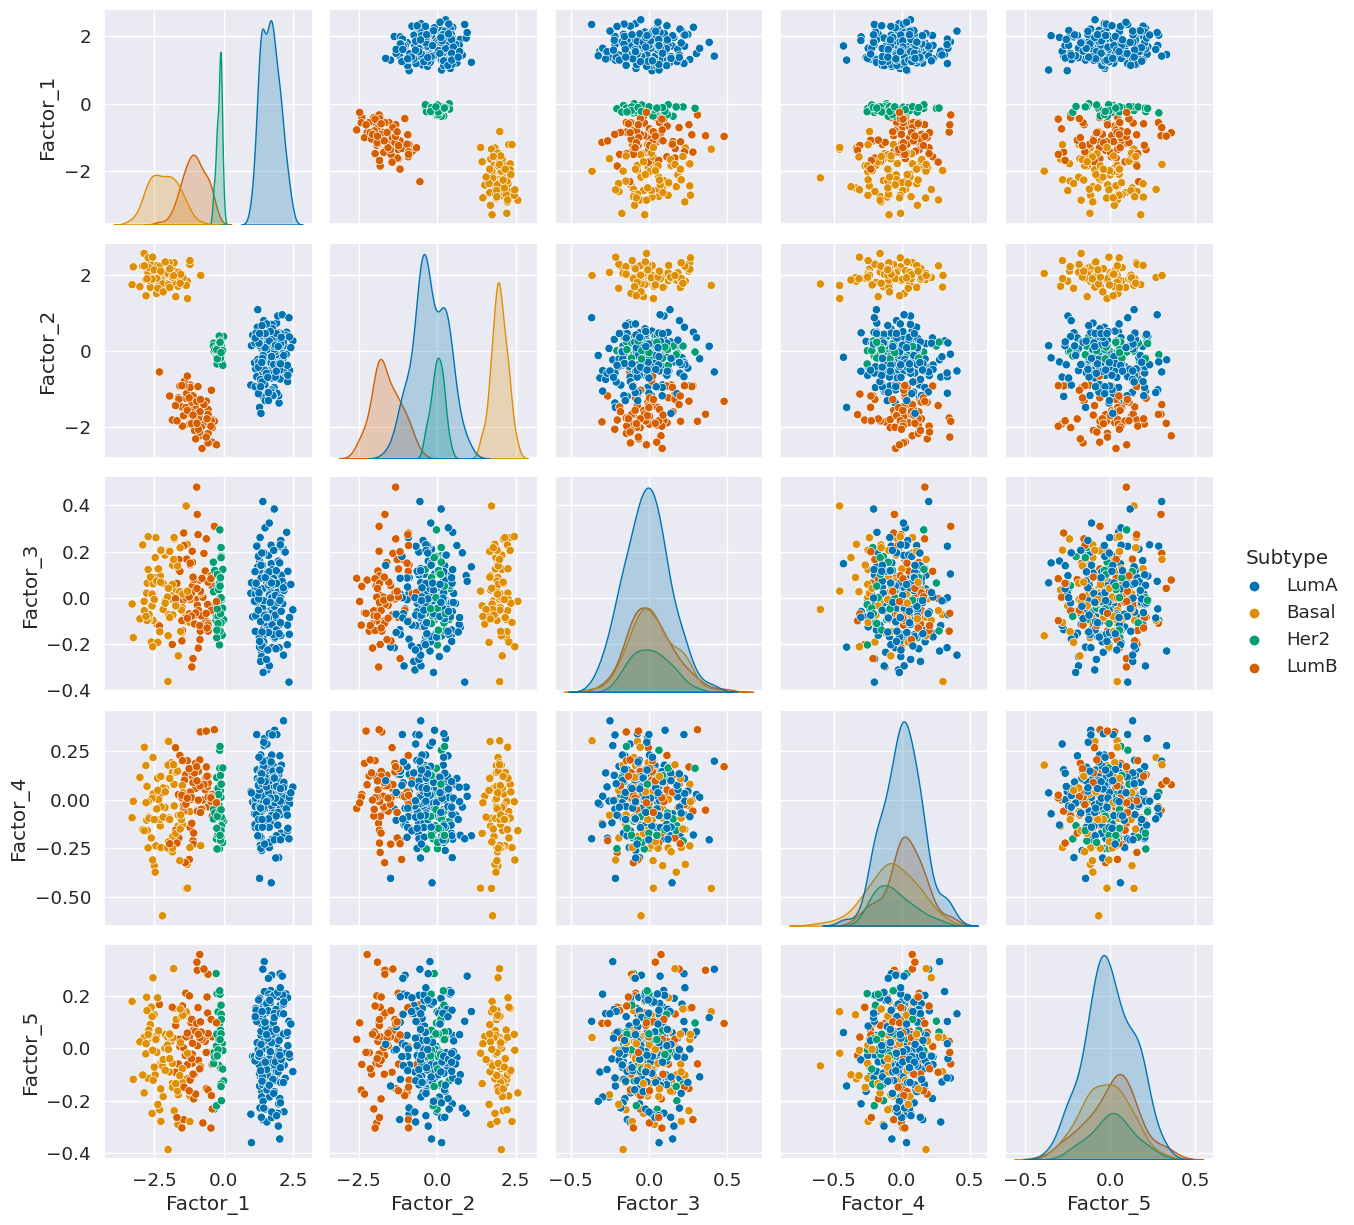 2
0
−2
Factor_1
2
0
−2
Factor_2
0.4
0.2
0.0
−0.2
−0.4
Factor_3
Subtype
LumA
Basal
Her2
LumB
0.25
0.00
−0.25
−0.50
Factor_4
0.2
0.0
−0.2
−0.4
Factor_5
−2.5 0.0 2.5
−2.5 0.0 2.5
−0.5 0.0 0.5
−0.5 0.0 0.5
−0.5 0.0 0.5
Factor_1 Factor_2 Factor_3 Factor_4 Factor_5